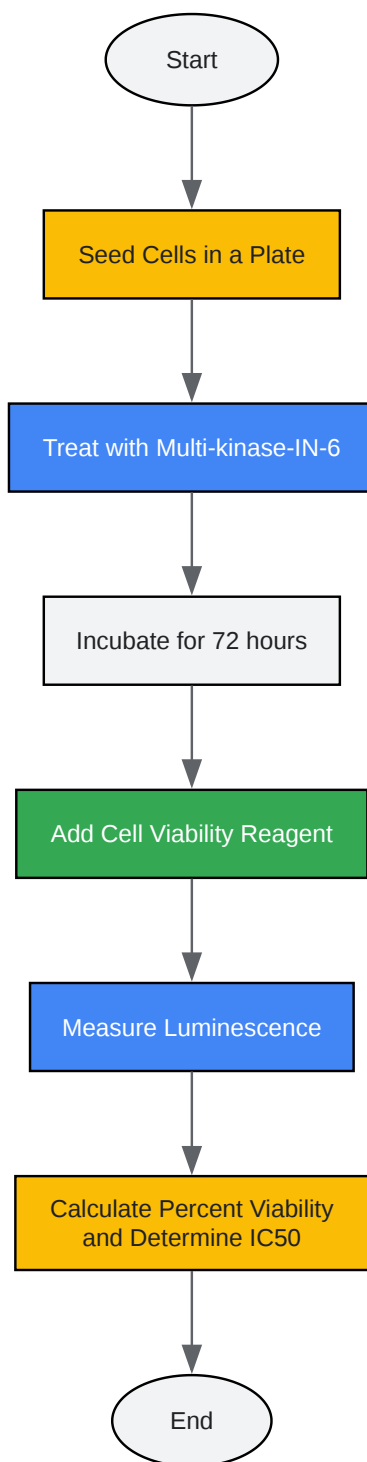 Start
Seed Cells in a Plate
Treat with Multi-kinase-IN-6
Incubate for 72 hours
Add Cell Viability Reagent
Measure Luminescence
Calculate Percent Viability
and Determine IC50
End